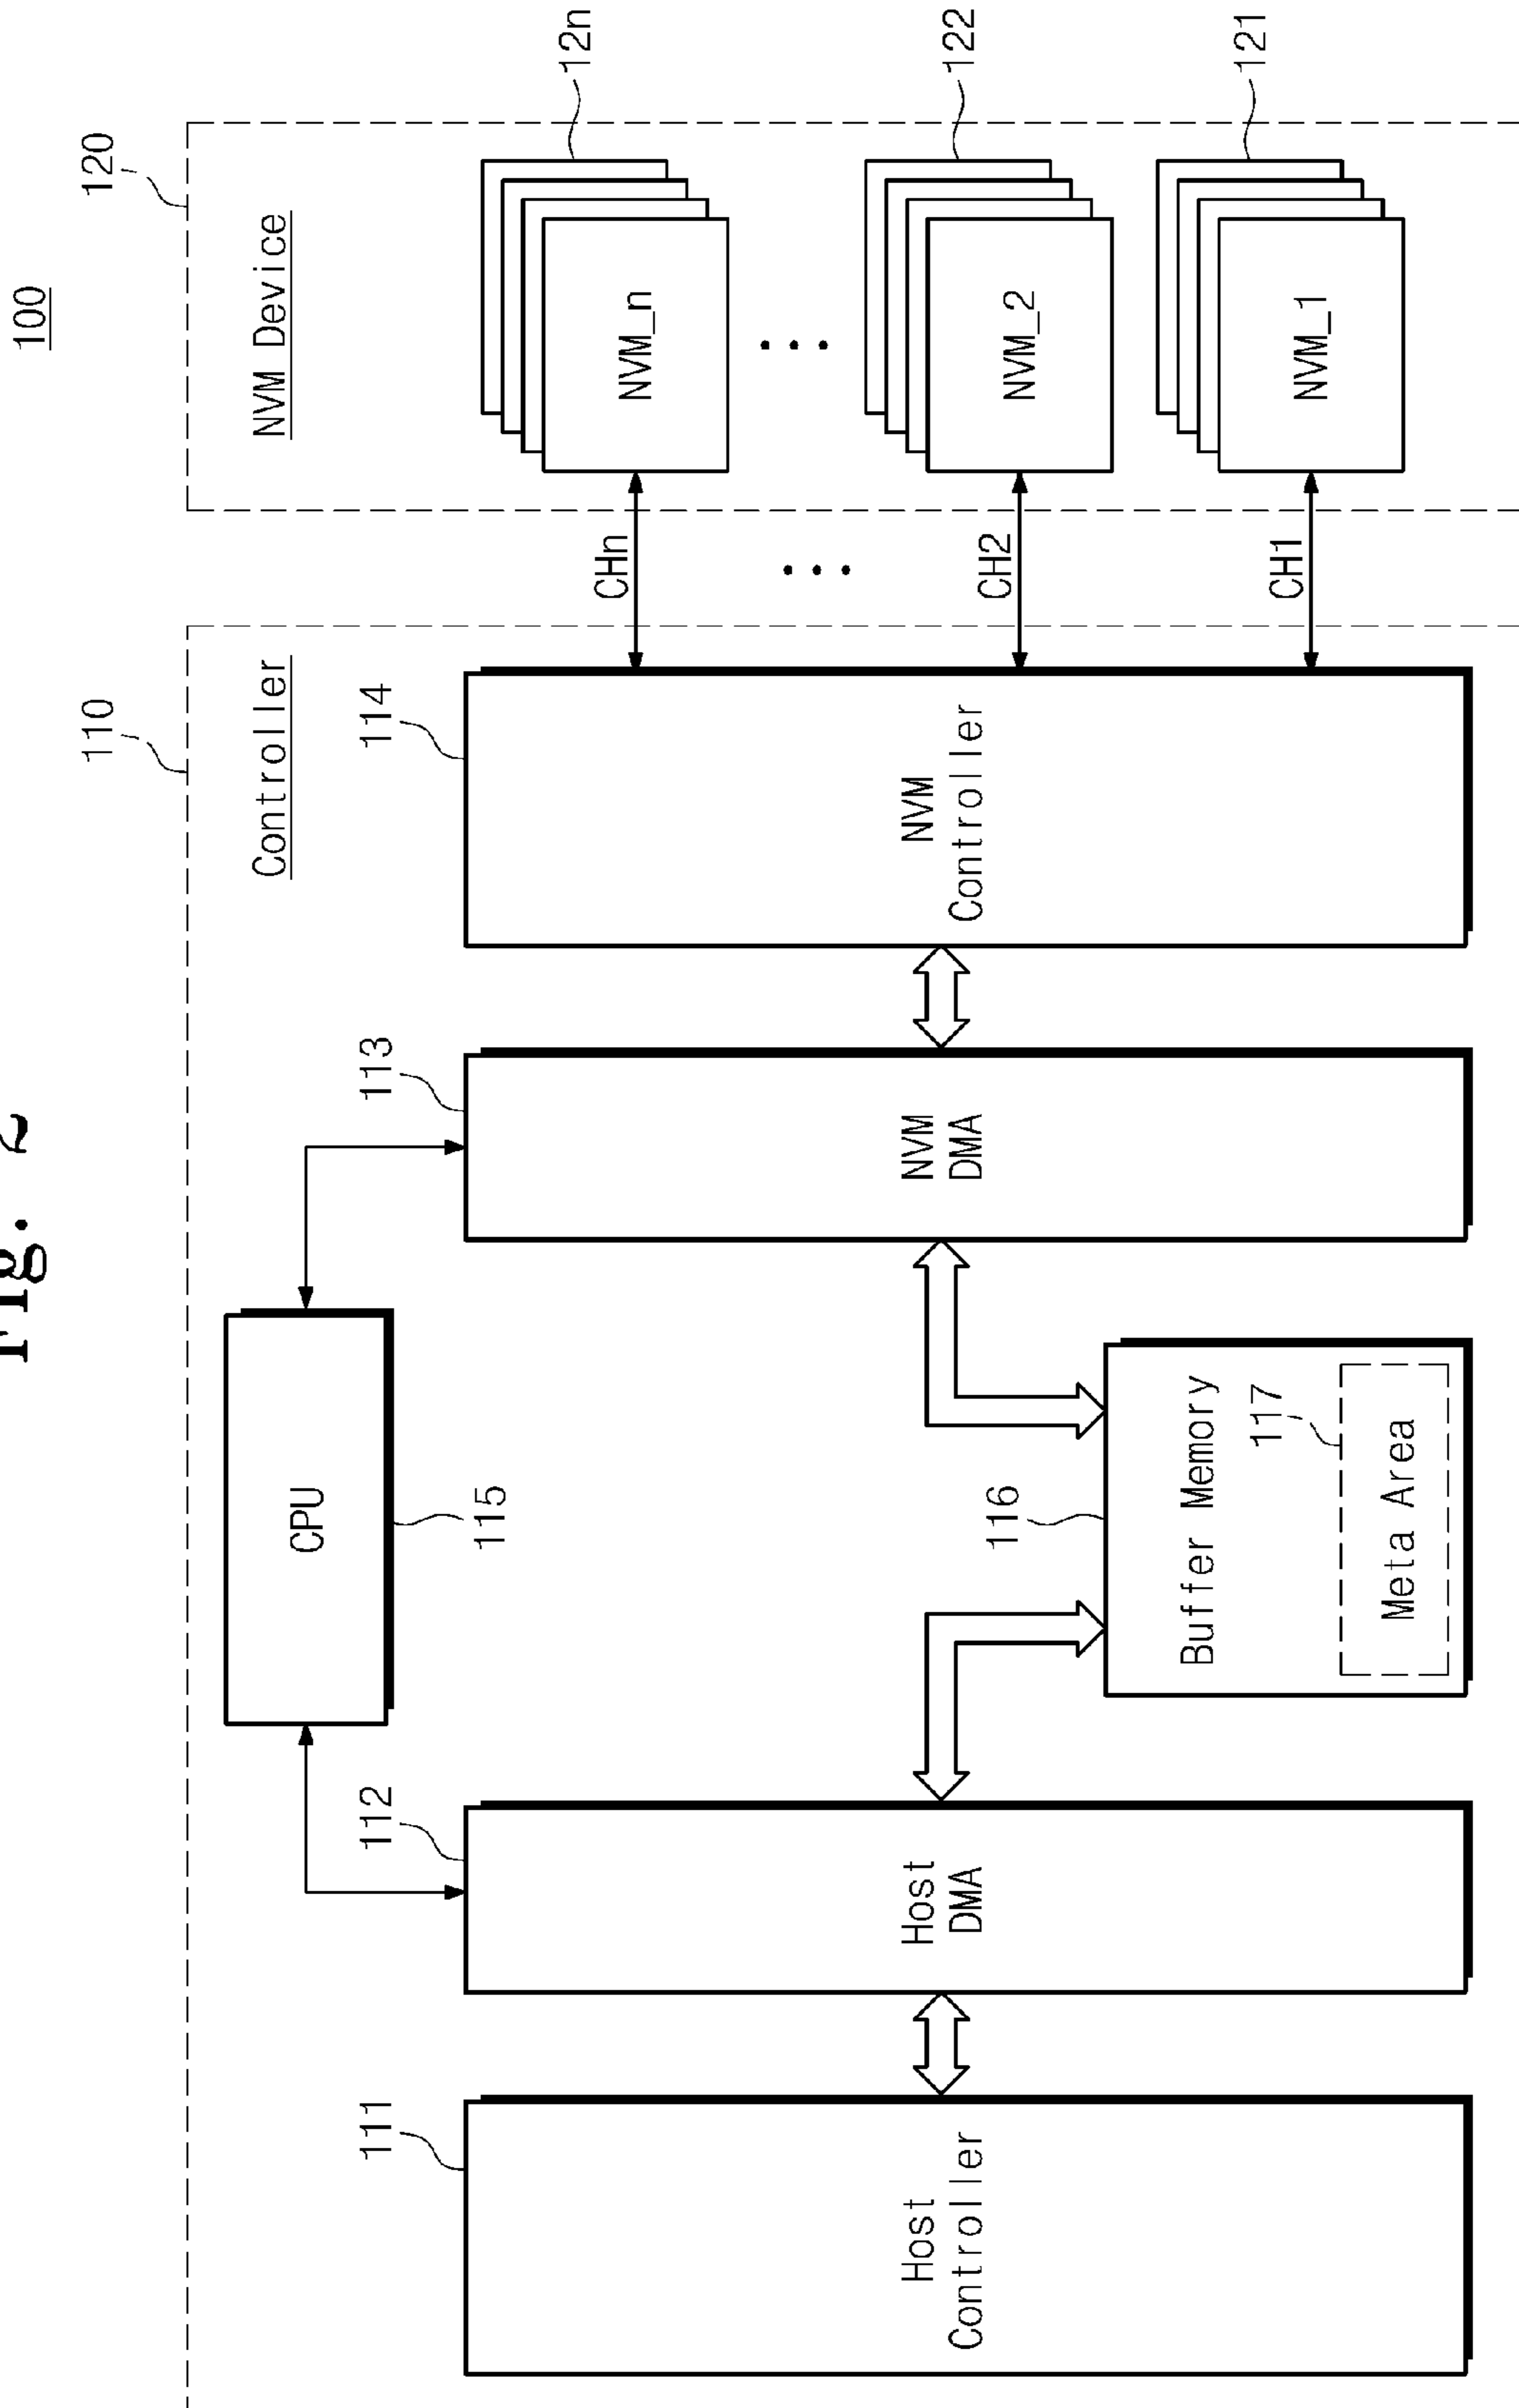 Fig. 2
100
110
120
Controller
NVM Device
CPU
115
111
112
113
114
12n
Host
Controller
Host
DMA
NVM
DMA
NVM
Controller
CHn
NVM_n
116
Buffer Memory
117
Meta Area
CH2
NVM_2
122
CH1
NVM_1
121